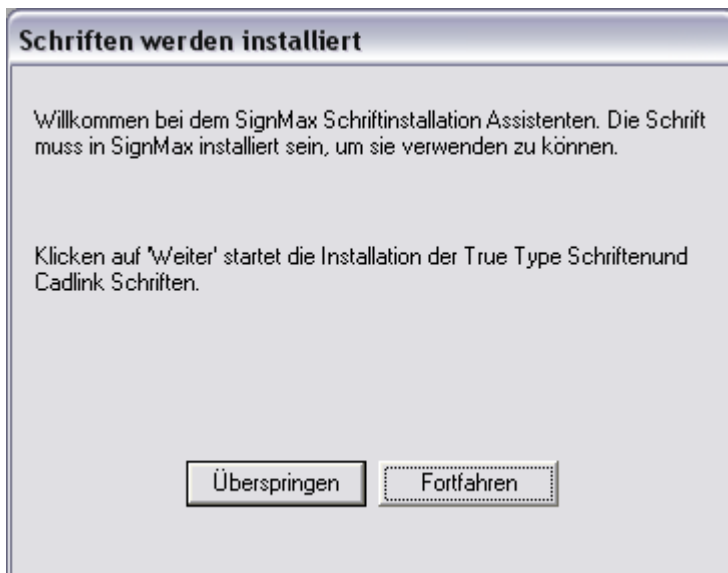 Schriften werden installiert
Willkommen bei dem SignMax Schriftinstallation Assistenten. Die Schrift
muss in SignMax installiert sein, um sie verwenden zu können.
Klicken auf 'Weiter' startet die Installation der True Type Schriftenund
Cadlink Schriften.
Überspringen Fortfahren